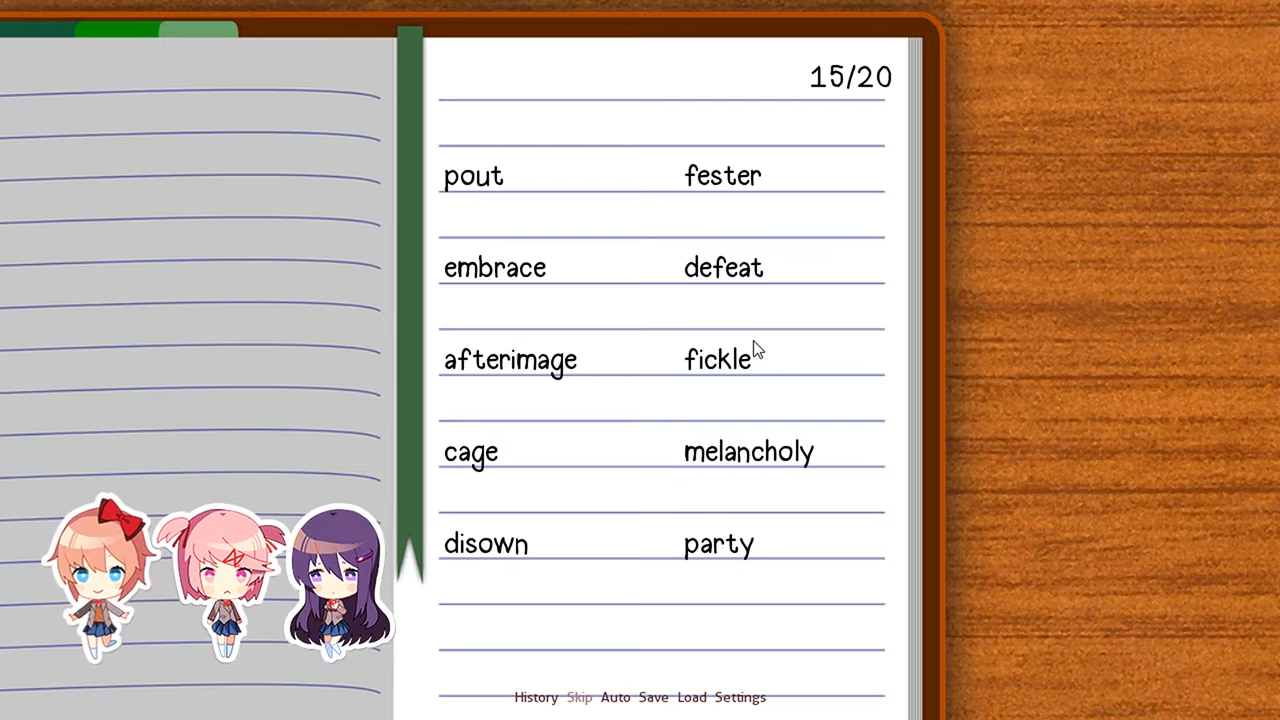 15/20
pout fester
embrace defeat
afterimage fickle
cage melancholy
disown party
History Skip Auto Save Load Settings